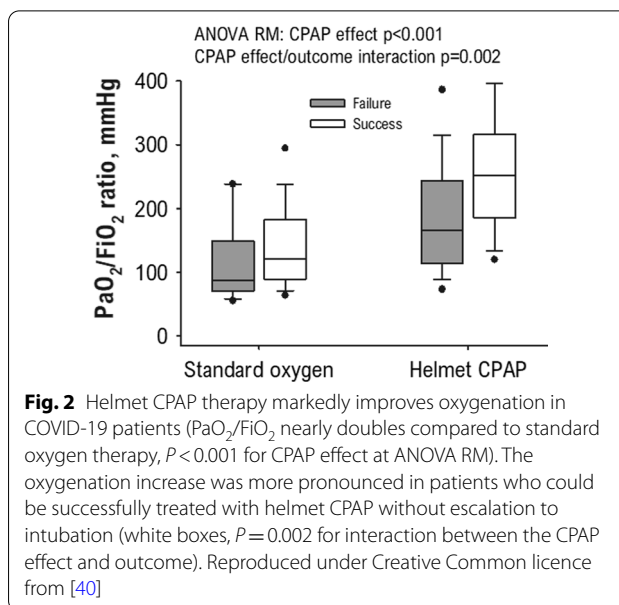 ANOVA RM: CPAP effect p<0.001
CPAP effect/outcome interaction p=0.002
PaO₂/FiO₂ ratio, mmHg
400
300
200
100
0
Failure
Success
Standard oxygen
Helmet CPAP
Fig. 2 Helmet CPAP therapy markedly improves oxygenation in
COVID-19 patients (PaO₂/FiO₂ nearly doubles compared to standard
oxygen therapy, P < 0.001 for CPAP effect at ANOVA RM). The
oxygenation increase was more pronounced in patients who could
be successfully treated with helmet CPAP without escalation to
intubation (white boxes, P = 0.002 for interaction between the CPAP
effect and outcome). Reproduced under Creative Common licence
from [40]